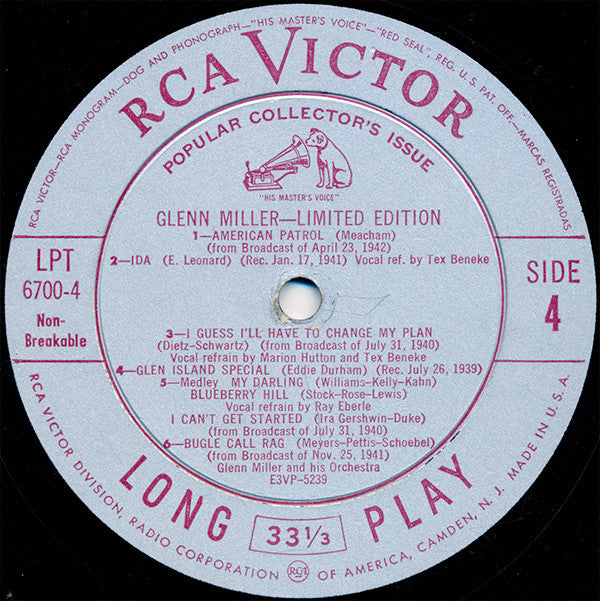 RCA VICTOR—RCA MONOGRAM—DOG AND PHONOGRAPH—"HIS MASTER'S VOICE"—"RED SEAL", REG. U.S. PAT. OFF.—MARCAS REGISTRADAS
RCA VICTOR
POPULAR COLLECTOR'S ISSUE
"HIS MASTER'S VOICE"
GLENN MILLER—LIMITED EDITION
1—AMERICAN PATROL (Meacham)
(from Broadcast of April 23, 1942)
2—IDA (E. Leonard) (Rec. Jan. 17, 1941) Vocal ref. by Tex Beneke
LPT
6700-4
Non-
Breakable
SIDE
4
3—I GUESS I'LL HAVE TO CHANGE MY PLAN
(Dietz-Schwartz) (from Broadcast of July 31, 1940)
Vocal refrain by Marion Hutton and Tex Beneke
4—GLEN ISLAND SPECIAL (Eddie Durham) (Rec. July 26, 1939)
5—Medley MY DARLING (Williams-Kelly-Kahn)
BLUEBERRY HILL (Stock-Rose-Lewis)
Vocal refrain by Ray Eberle
I CAN'T GET STARTED (Ira Gershwin-Duke)
(from Broadcast of July 31, 1940)
6—BUGLE CALL RAG (Meyers-Pettis-Schoebel)
(from Broadcast of Nov. 25, 1941)
Glenn Miller and his Orchestra
E3VP-5239
LONG 33 1/3 PLAY
RCA VICTOR DIVISION, RADIO CORPORATION RCA OF AMERICA, CAMDEN, N. J. MADE IN U.S.A.